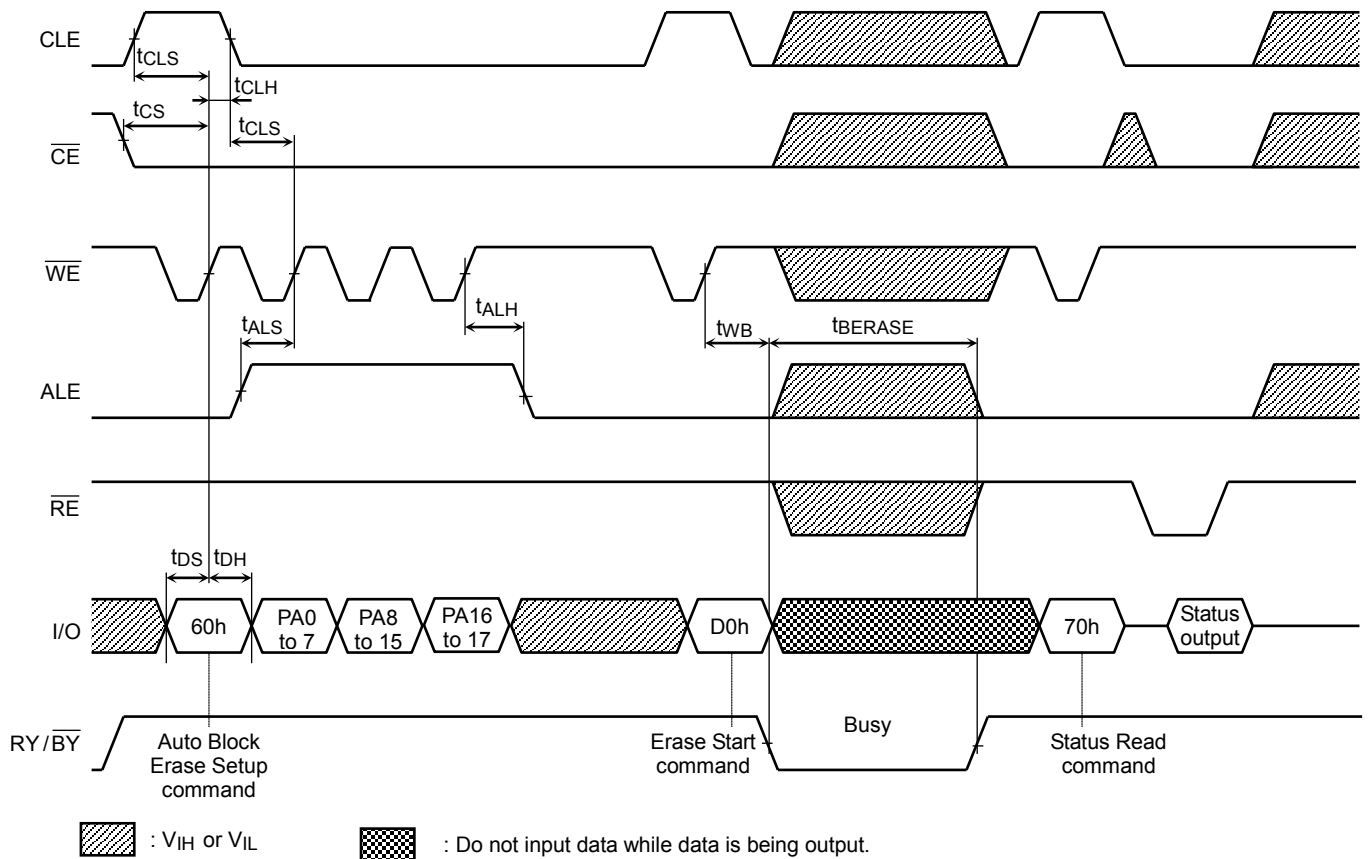 CLE
tCLS
tCLH
tCS
tCLS
CE
WE
tALS
tALH
tWB
tBERASE
ALE
RE
tDS
tDH
I/O
60h
PA0
to 7
PA8
to 15
PA16
to 17
D0h
70h
Status
output
RY/BY
Busy
Auto Block
Erase Setup
command
Erase Start
command
Status Read
command
: VIH or VIL
: Do not input data while data is being output.